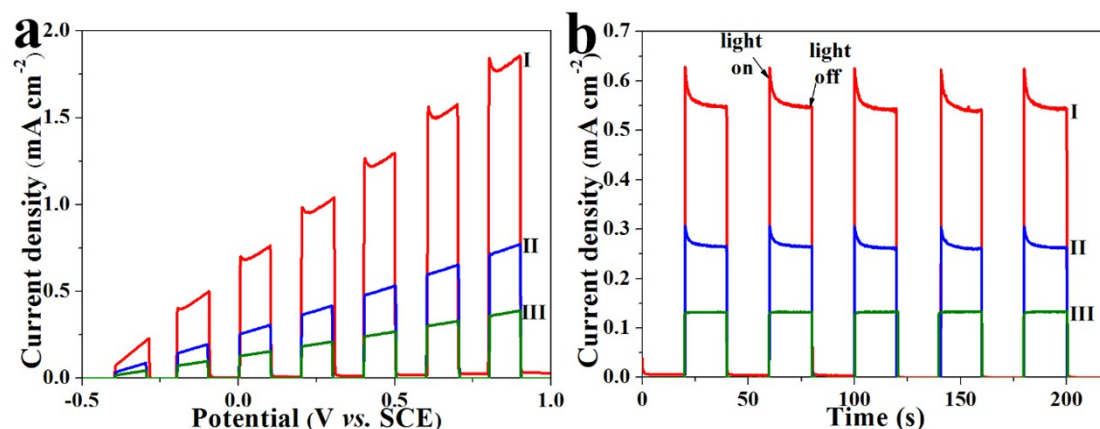 a
2.0
1.5
1.0
0.5
0.0
-0.5 0.0 0.5 1.0
Current density (mA cm⁻²)
Potential (V vs. SCE)
I
II
III
b
0.7
0.6
0.5
0.4
0.3
0.2
0.1
0.0
0 50 100 150 200
Current density (mA cm⁻²)
Time (s)
light
on
light
off
I
II
III